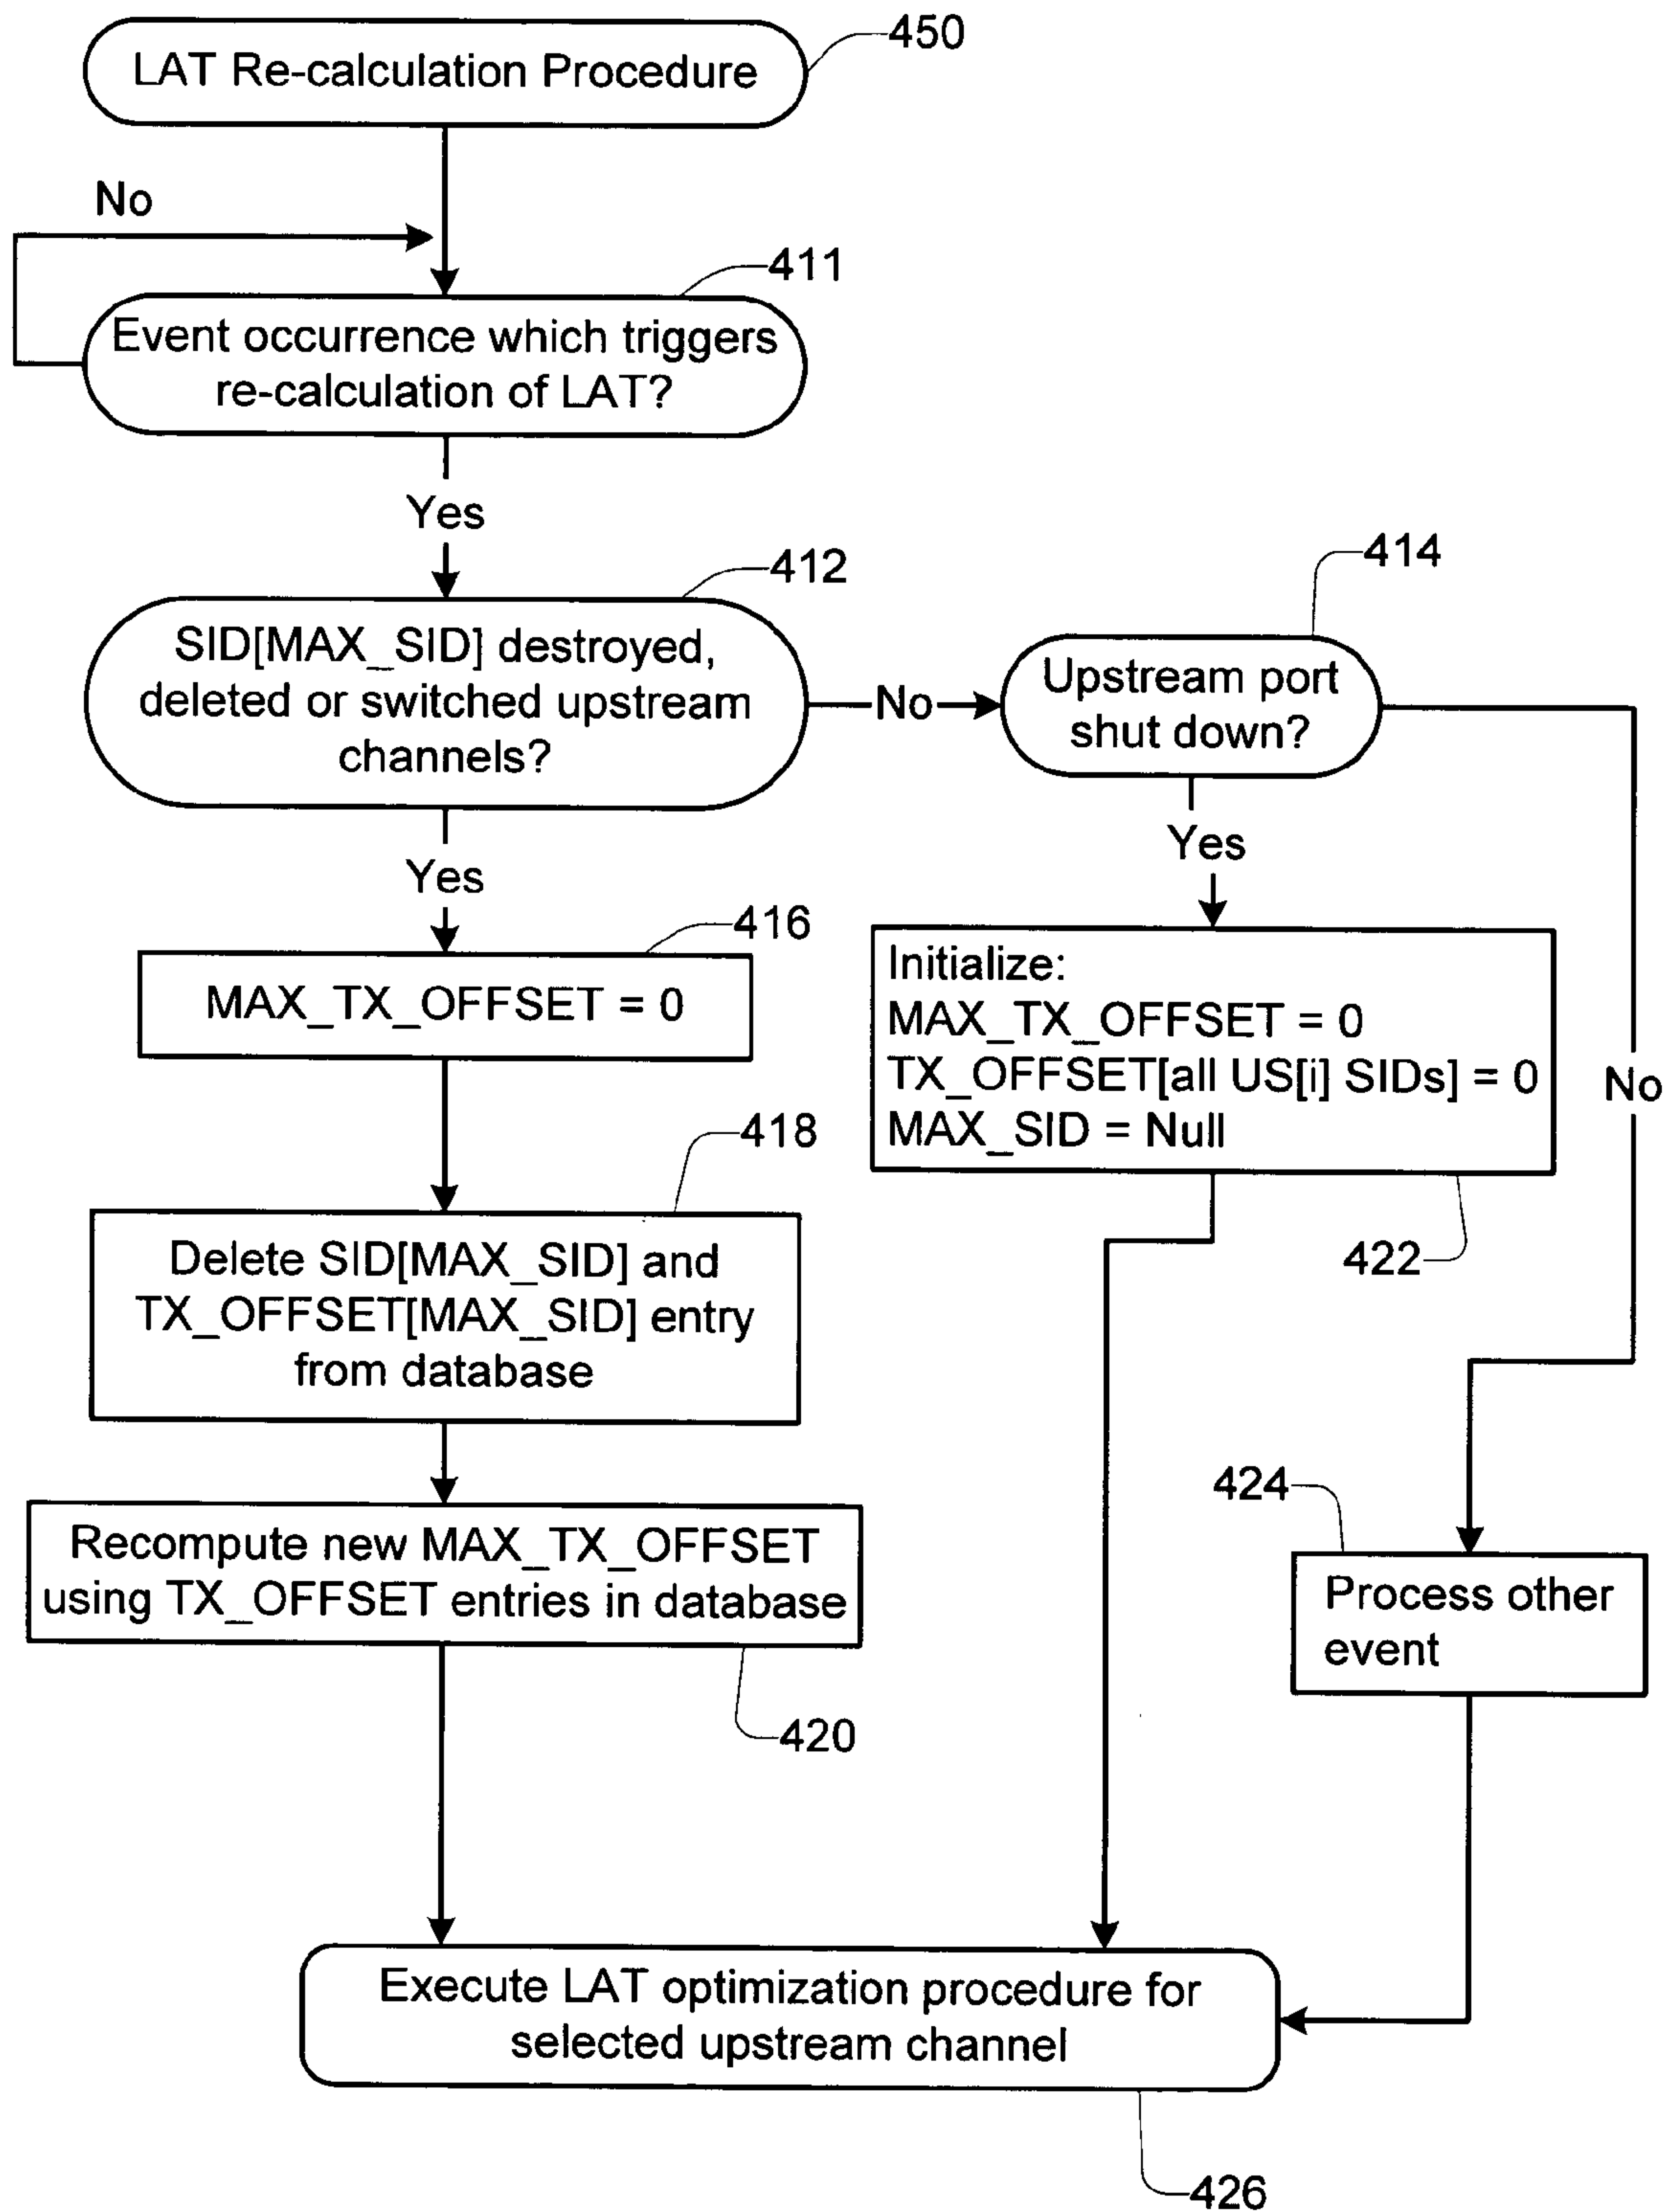 450
LAT Re-calculation Procedure
No
411
Event occurrence which triggers
re-calculation of LAT?
Yes
412
SID[MAX_SID] destroyed,
deleted or switched upstream
channels?
No
414
Upstream port
shut down?
Yes
No
Yes
416
MAX_TX_OFFSET = 0
422
Initialize:
MAX_TX_OFFSET = 0
TX_OFFSET[all US[i] SIDs] = 0
MAX_SID = Null
418
Delete SID[MAX_SID] and
TX_OFFSET[MAX_SID] entry
from database
Recompute new MAX_TX_OFFSET
using TX_OFFSET entries in database
420
424
Process other
event
Execute LAT optimization procedure for
selected upstream channel
426